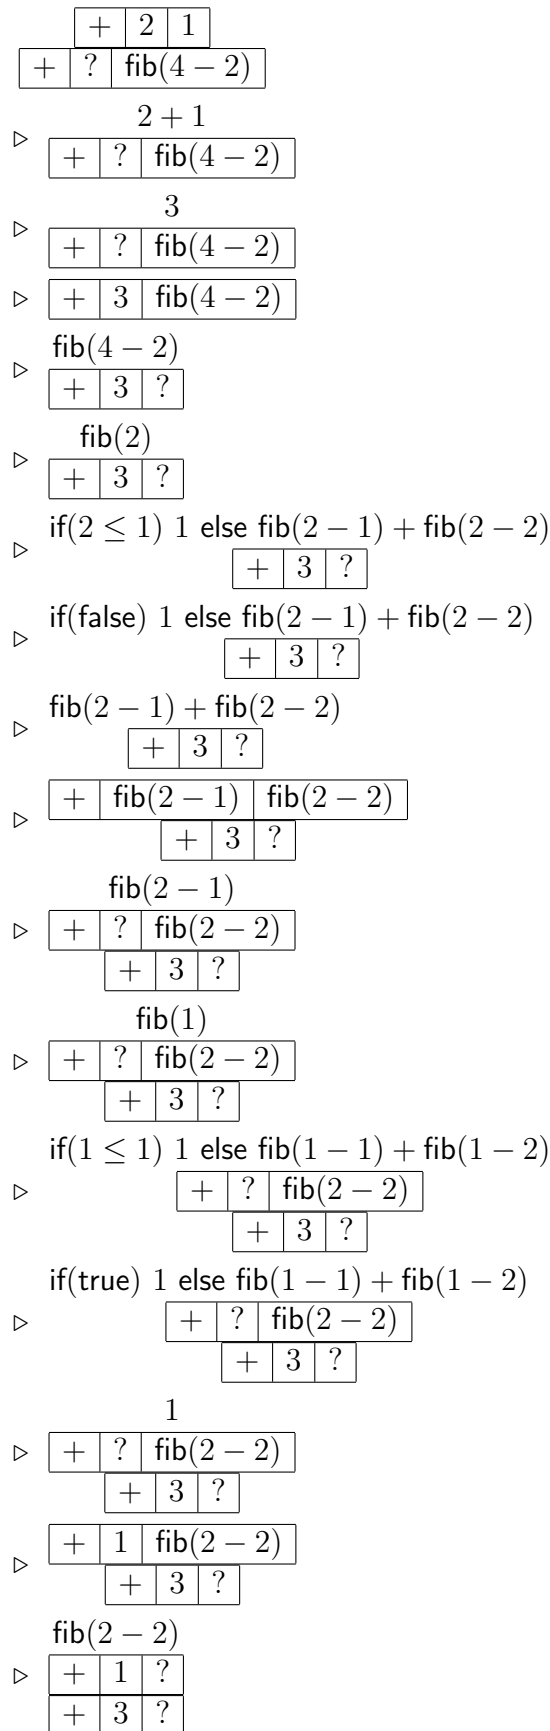 + 2 1
+ ? fib(4 − 2)
2 + 1
▷ + ? fib(4 − 2)
3
▷ + ? fib(4 − 2)
▷ + 3 fib(4 − 2)
fib(4 − 2)
▷ + 3 ?
fib(2)
▷ + 3 ?
if(2 ≤ 1) 1 else fib(2 − 1) + fib(2 − 2)
▷ + 3 ?
if(false) 1 else fib(2 − 1) + fib(2 − 2)
▷ + 3 ?
fib(2 − 1) + fib(2 − 2)
▷ + 3 ?
▷ + fib(2 − 1) fib(2 − 2)
+ 3 ?
fib(2 − 1)
▷ + ? fib(2 − 2)
+ 3 ?
fib(1)
▷ + ? fib(2 − 2)
+ 3 ?
if(1 ≤ 1) 1 else fib(1 − 1) + fib(1 − 2)
▷ + ? fib(2 − 2)
+ 3 ?
if(true) 1 else fib(1 − 1) + fib(1 − 2)
▷ + ? fib(2 − 2)
+ 3 ?
1
▷ + ? fib(2 − 2)
+ 3 ?
▷ + 1 fib(2 − 2)
+ 3 ?
fib(2 − 2)
▷ + 1 ?
+ 3 ?